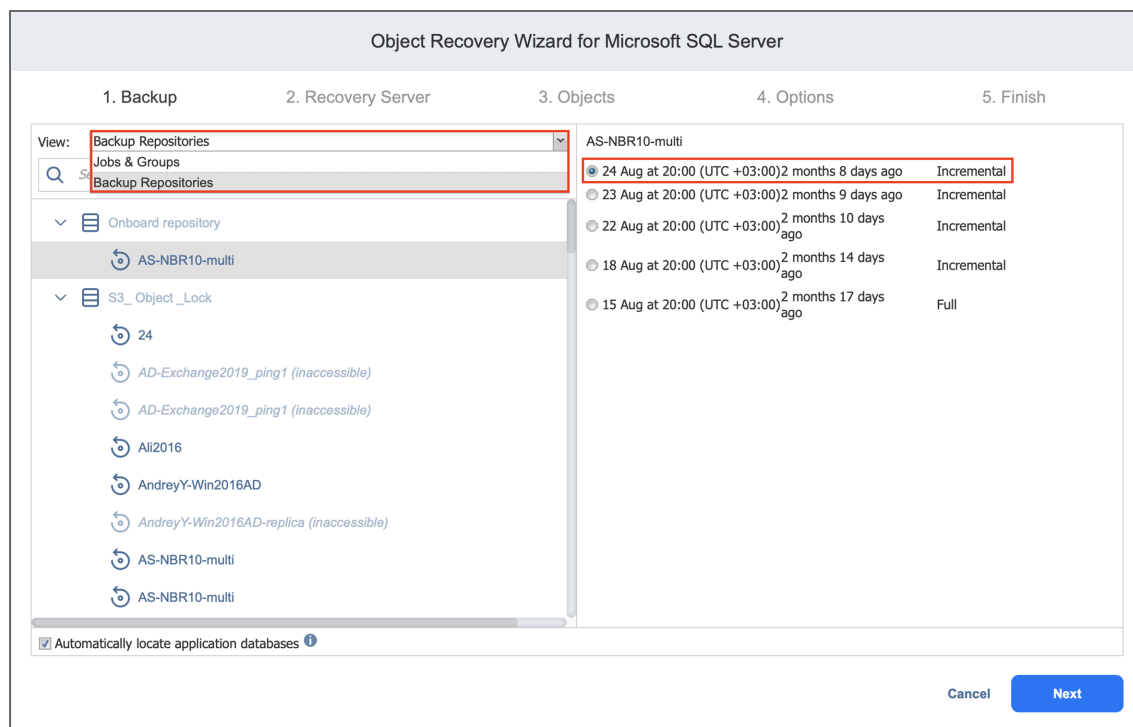 Object Recovery Wizard for Microsoft SQL Server
1. Backup
2. Recovery Server
3. Objects
4. Options
5. Finish
View:
Backup Repositories
Jobs & Groups
Backup Repositories
Onboard repository
AS-NBR10-multi
S3_ Object _Lock
24
AD-Exchange2019_ping1 (inaccessible)
AD-Exchange2019_ping1 (inaccessible)
Ali2016
AndreyY-Win2016AD
AndreyY-Win2016AD-replica (inaccessible)
AS-NBR10-multi
AS-NBR10-multi
Automatically locate application databases
AS-NBR10-multi
24 Aug at 20:00 (UTC +03:00) 2 months 8 days ago Incremental
23 Aug at 20:00 (UTC +03:00) 2 months 9 days ago Incremental
22 Aug at 20:00 (UTC +03:00) 2 months 10 days
ago
Incremental
18 Aug at 20:00 (UTC +03:00) 2 months 14 days
ago
Incremental
15 Aug at 20:00 (UTC +03:00) 2 months 17 days
ago
Full
Cancel
Next